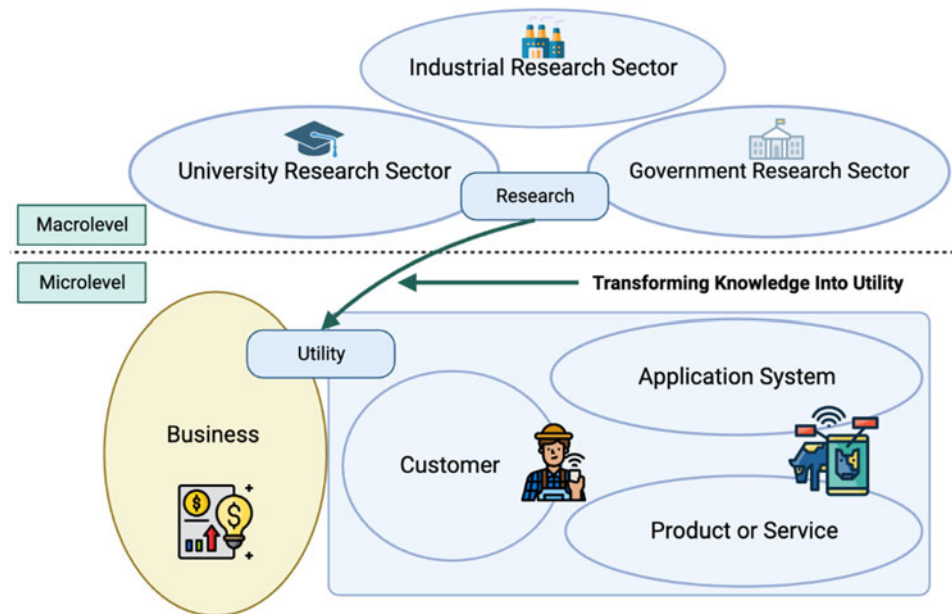 Industrial Research Sector
University Research Sector
Government Research Sector
Research
Macrolevel
Microlevel
Transforming Knowledge Into Utility
Utility
Application System
Business
Customer
Product or Service